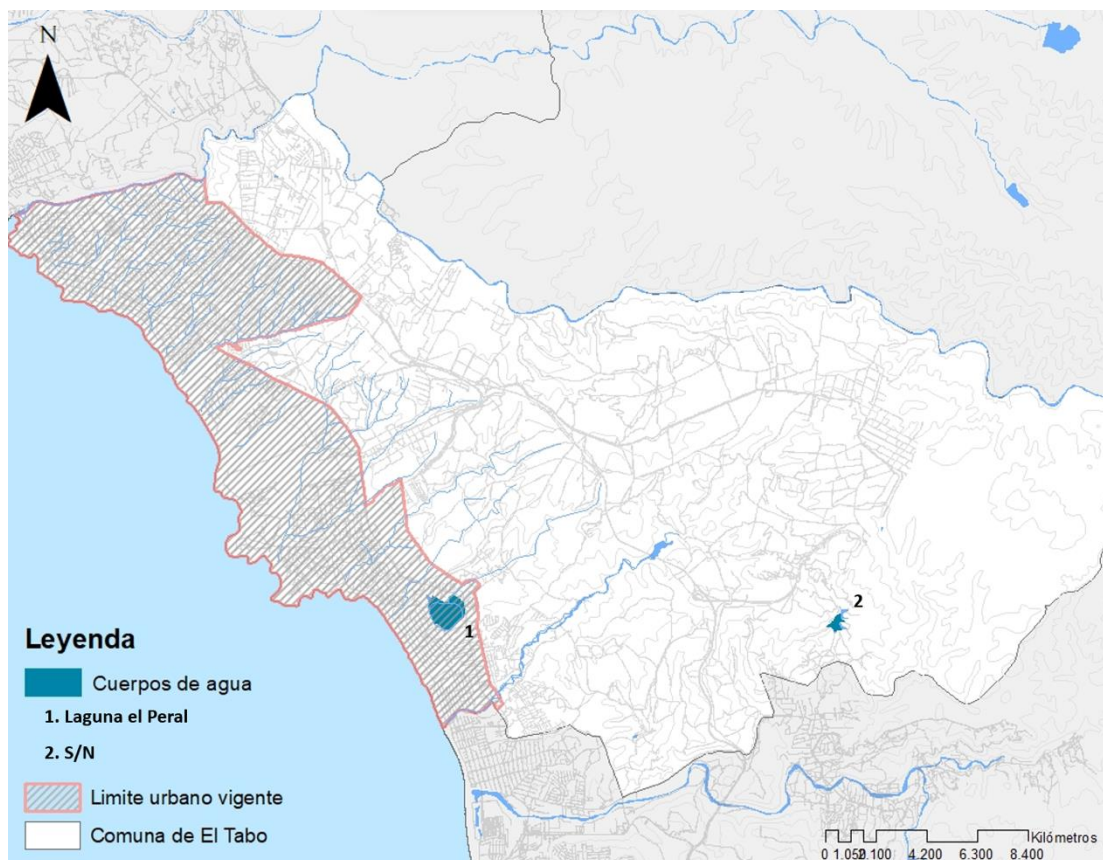 N
1
2
Leyenda
Cuerpos de agua
1. Laguna el Peral
2. S/N
Limite urbano vigente
Comuna de El Tabo
Kilómetros
0 1.050 2.100 4.200 6.300 8.400